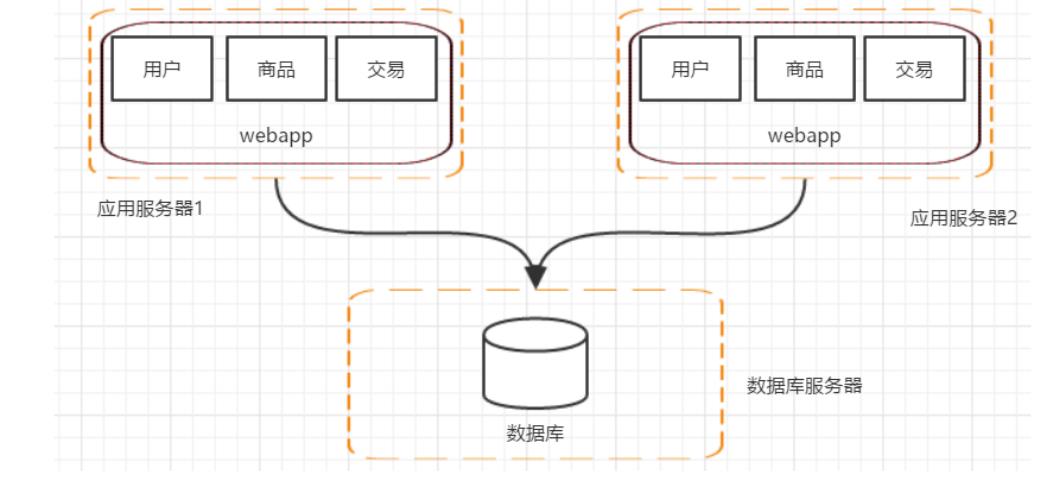 用户 商品 交易 用户 商品 交易
webapp webapp
应用服务器1
应用服务器2
数据库服务器
数据库